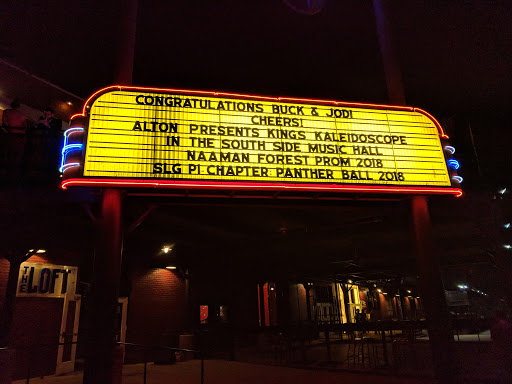 CONGRATULATIONS BUCK & JODI
CHEERS!
ALTON PRESENTS KINGS KALEIDOSCOPE
IN THE SOUTH SIDE MUSIC HALL
NAAMAN FOREST PROM 2018
SLG PI CHAPTER PANTHER BALL 2018
THE LOFT